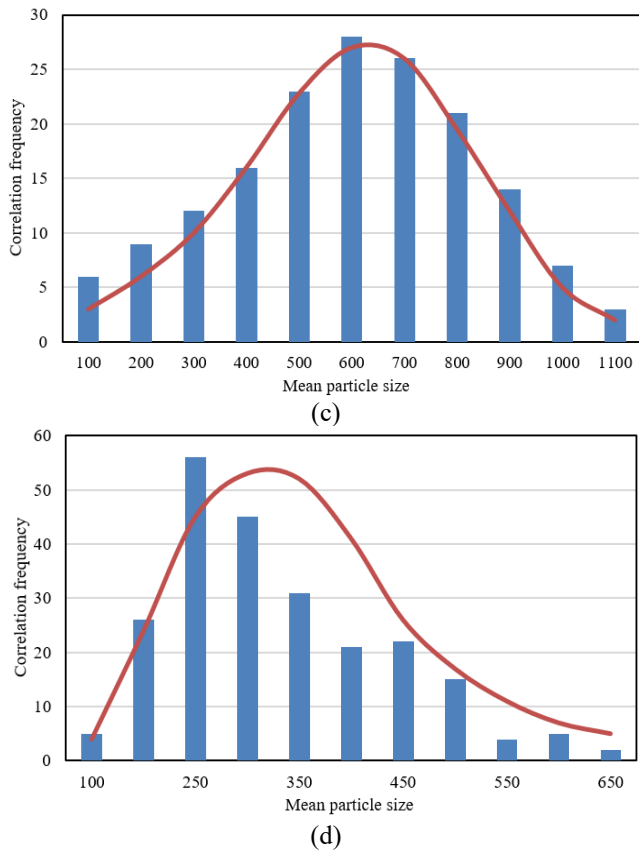 30
25
20
15
10
5
0
Correlation frequency
100 200 300 400 500 600 700 800 900 1000 1100
Mean particle size
(c)
60
50
40
30
20
10
0
Correlation frequency
100 250 350 450 550 650
Mean particle size
(d)